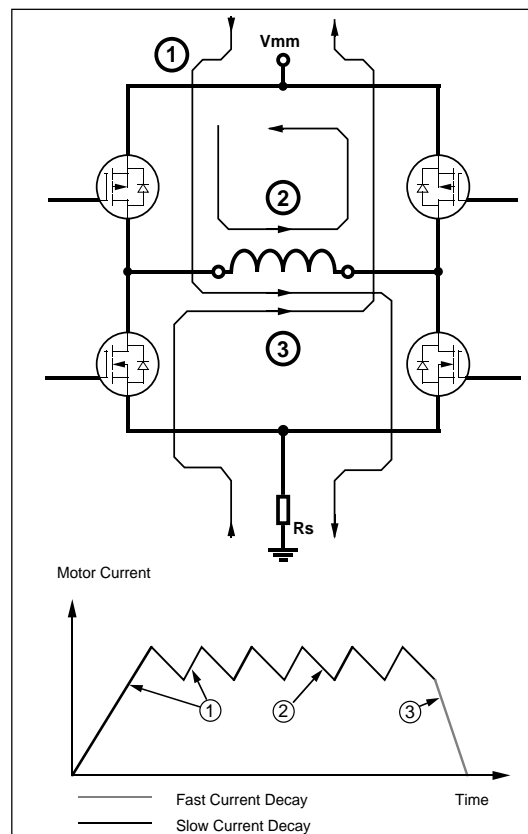 1
Vmm
2
3
Rs
Motor Current
1
2
3
Fast Current Decay
Time
Slow Current Decay